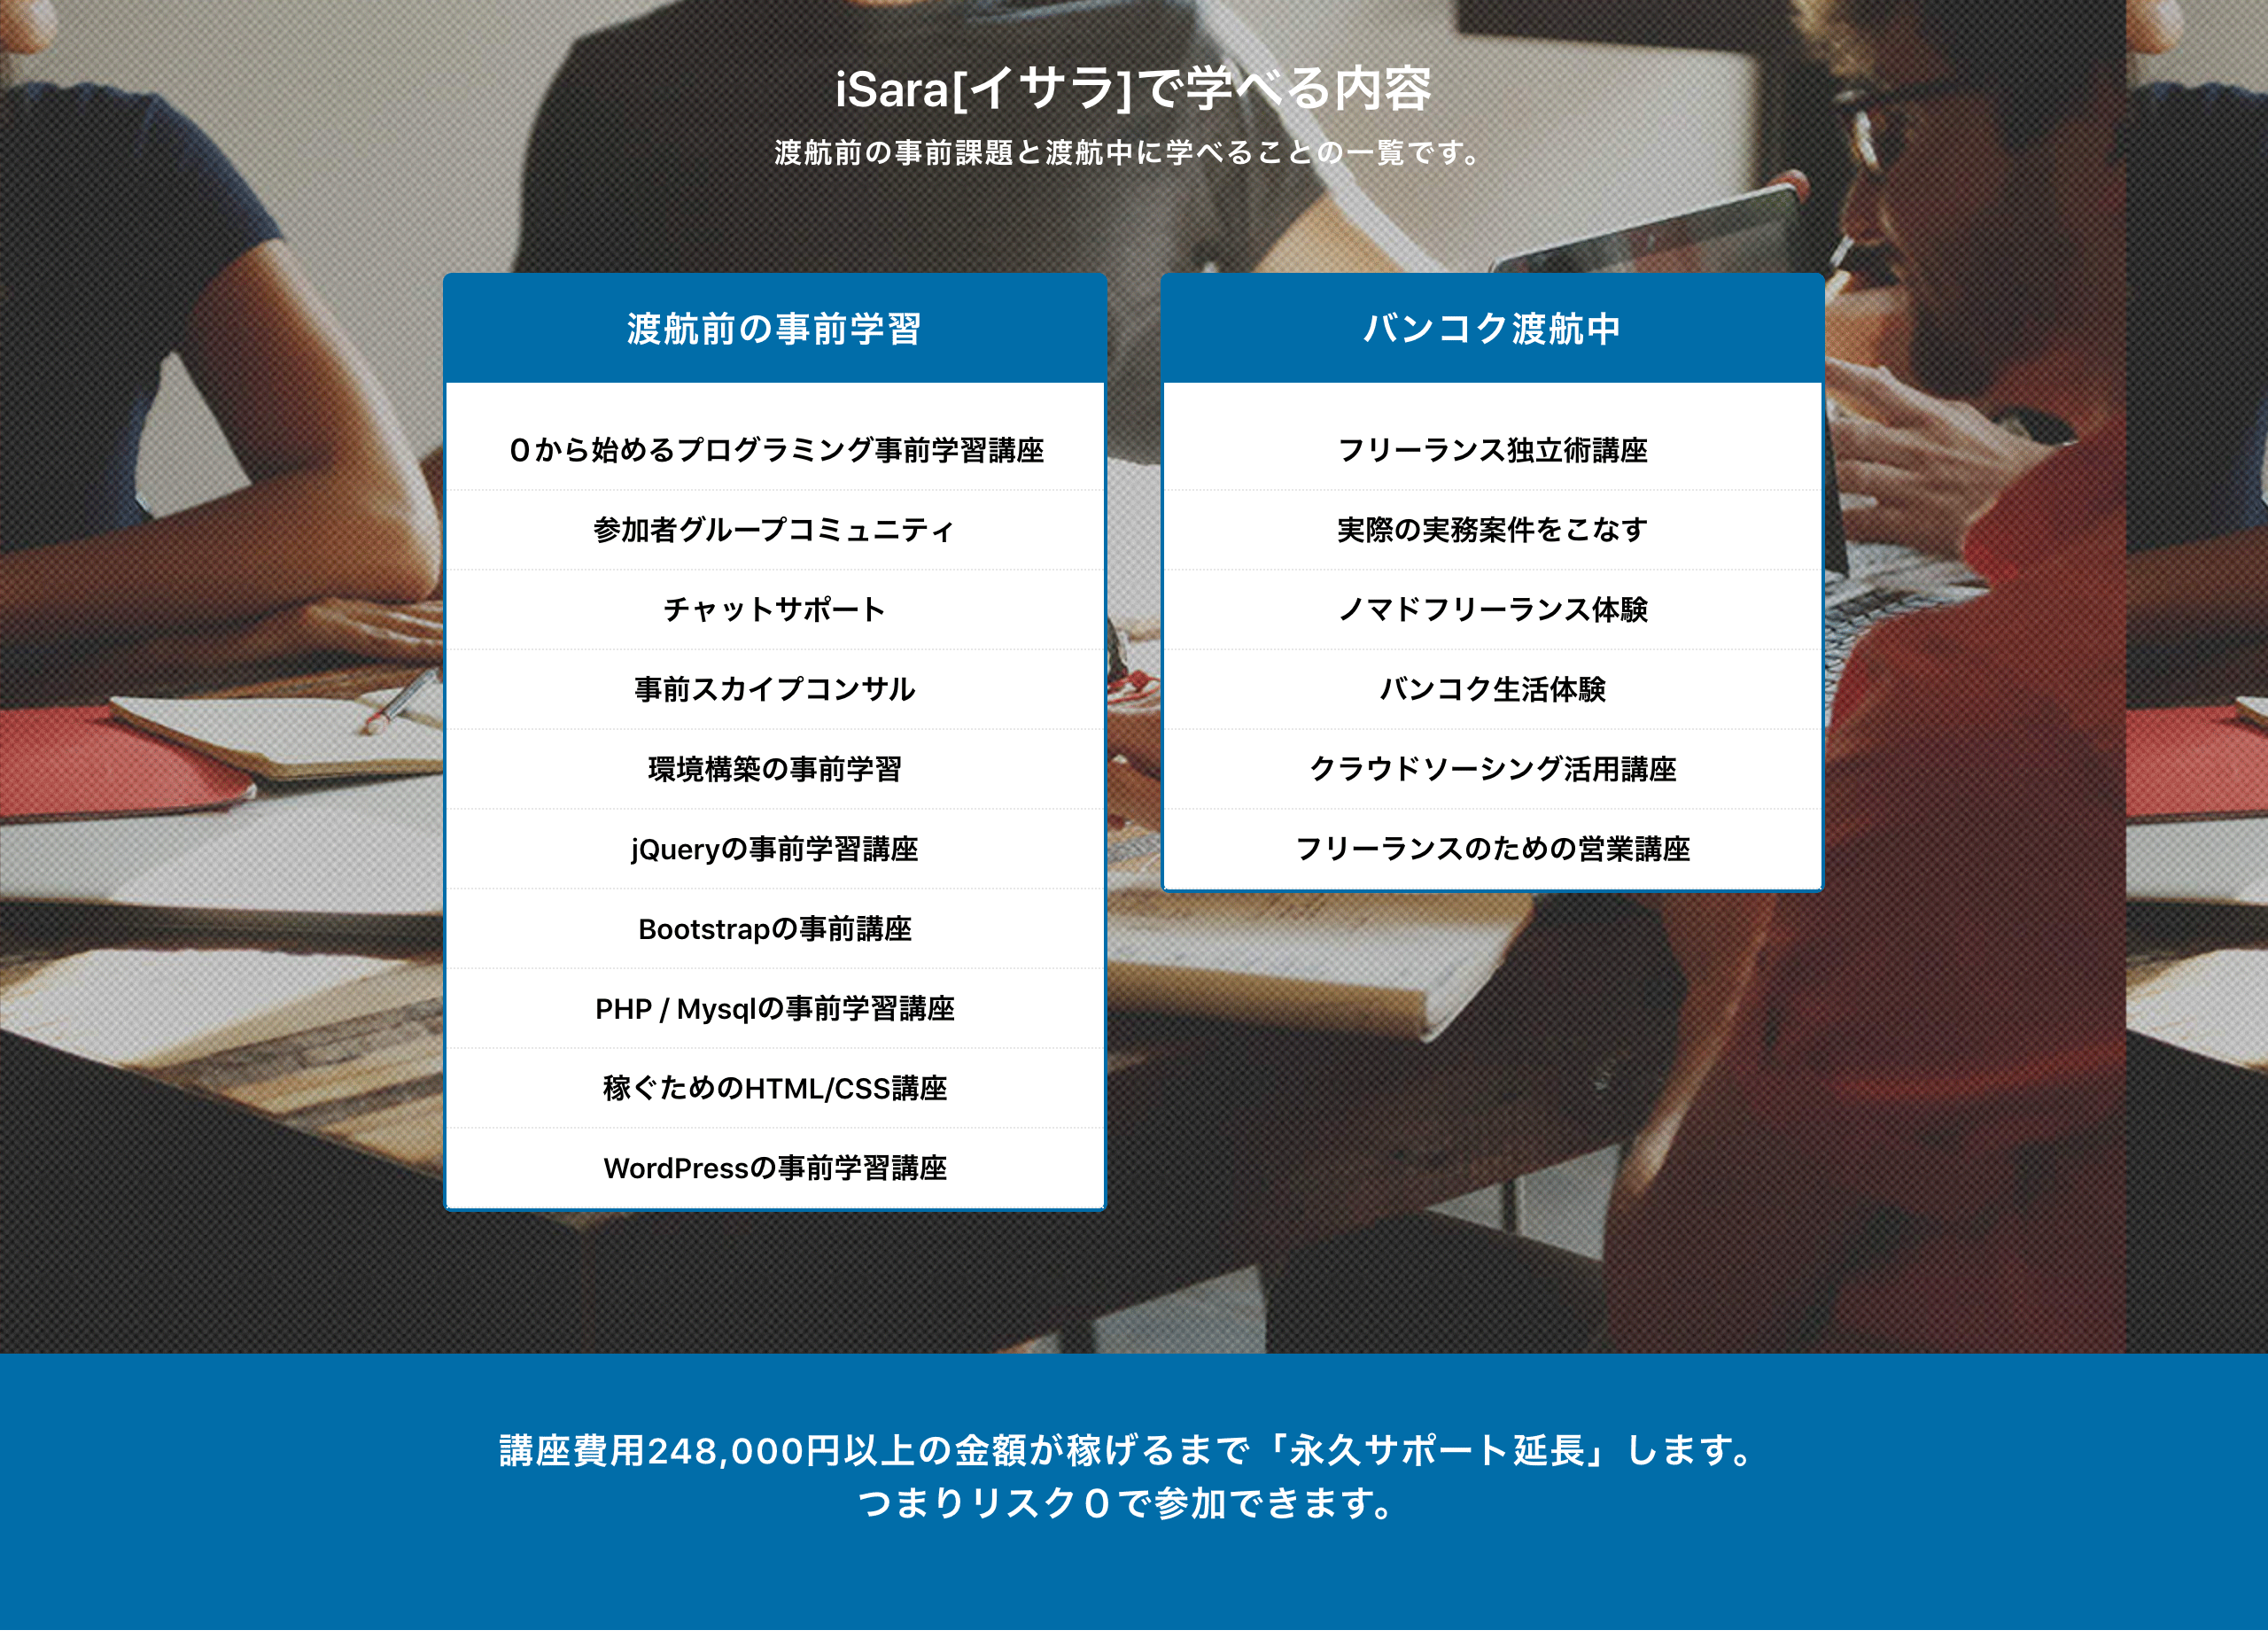 iSara[イサラ]で学べる内容
渡航前の事前課題と渡航中に学べることの一覧です。
渡航前の事前学習
０から始めるプログラミング事前学習講座
参加者グループコミュニティ
チャットサポート
事前スカイプコンサル
環境構築の事前学習
jQueryの事前学習講座
Bootstrapの事前講座
PHP / Mysqlの事前学習講座
稼ぐためのHTML/CSS講座
WordPressの事前学習講座
バンコク渡航中
フリーランス独立術講座
実際の実務案件をこなす
ノマドフリーランス体験
バンコク生活体験
クラウドソーシング活用講座
フリーランスのための営業講座
講座費用248,000円以上の金額が稼げるまで「永久サポート延長」します。
つまりリスク０で参加できます。